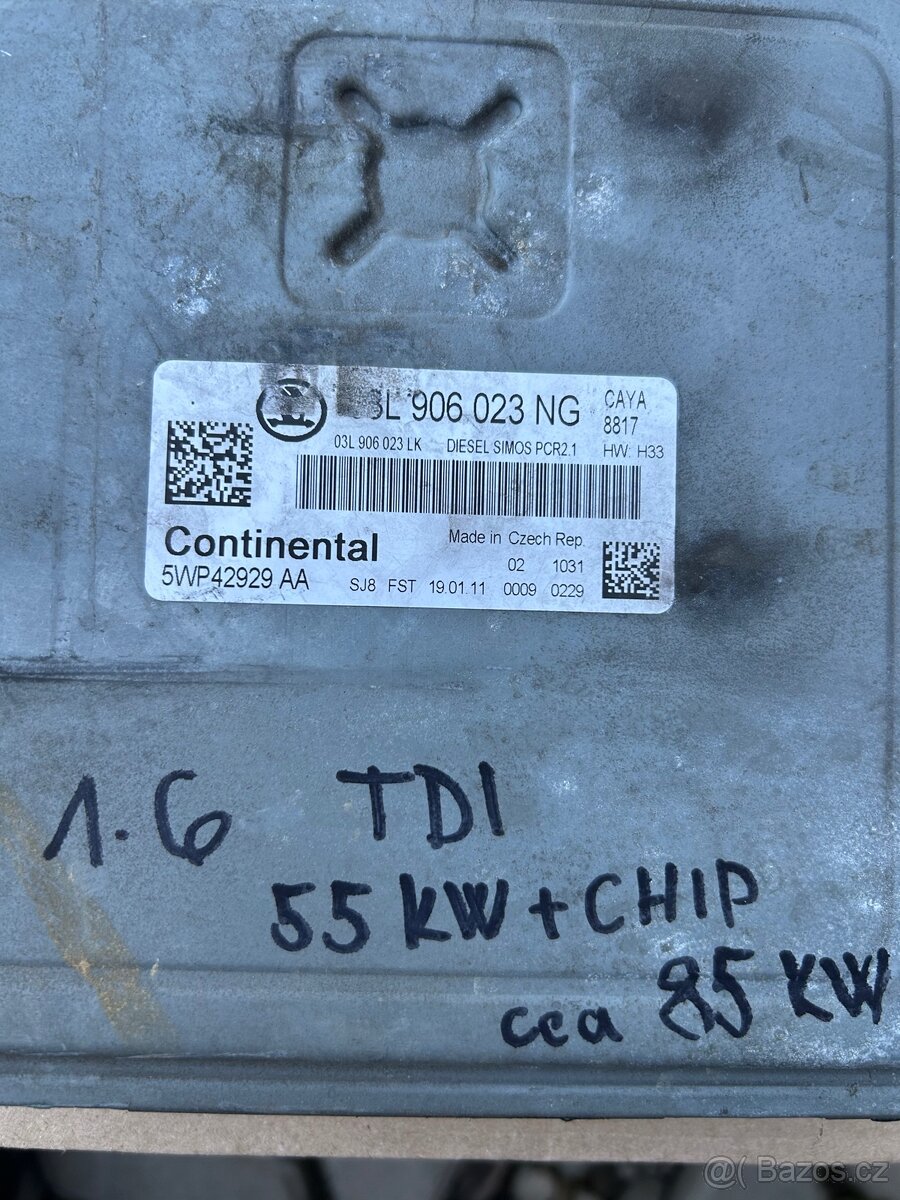 03L 906 023 NG
CAYA
8817
03L 906 023 LK DIESEL SIMOS PCR2.1 HW: H33
Continental
Made in Czech Rep.
02 1031
5WP42929 AA SJ8 FST 19.01.11 0009 0229
1.6 TDI
55 KW + CHIP
cca 85 KW
@( Bazos.cz